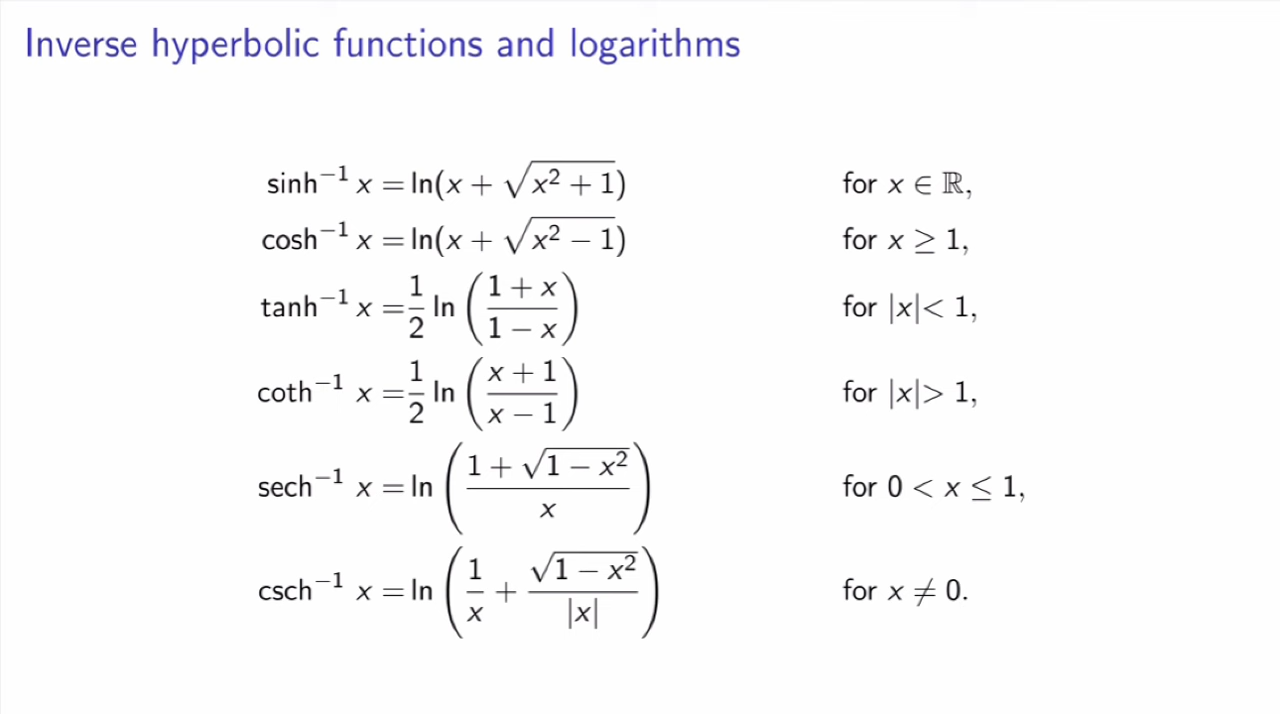 Inverse hyperbolic functions and logarithms
sinh⁻¹ x = ln(x + √(x² + 1)) for x ∈ ℝ,
cosh⁻¹ x = ln(x + √(x² − 1)) for x ≥ 1,
tanh⁻¹ x = 1/2 ln((1 + x)/(1 − x)) for |x| < 1,
coth⁻¹ x = 1/2 ln((x + 1)/(x − 1)) for |x| > 1,
sech⁻¹ x = ln((1 + √(1 − x²))/x) for 0 < x ≤ 1,
csch⁻¹ x = ln(1/x + √(1 − x²)/|x|) for x ≠ 0.